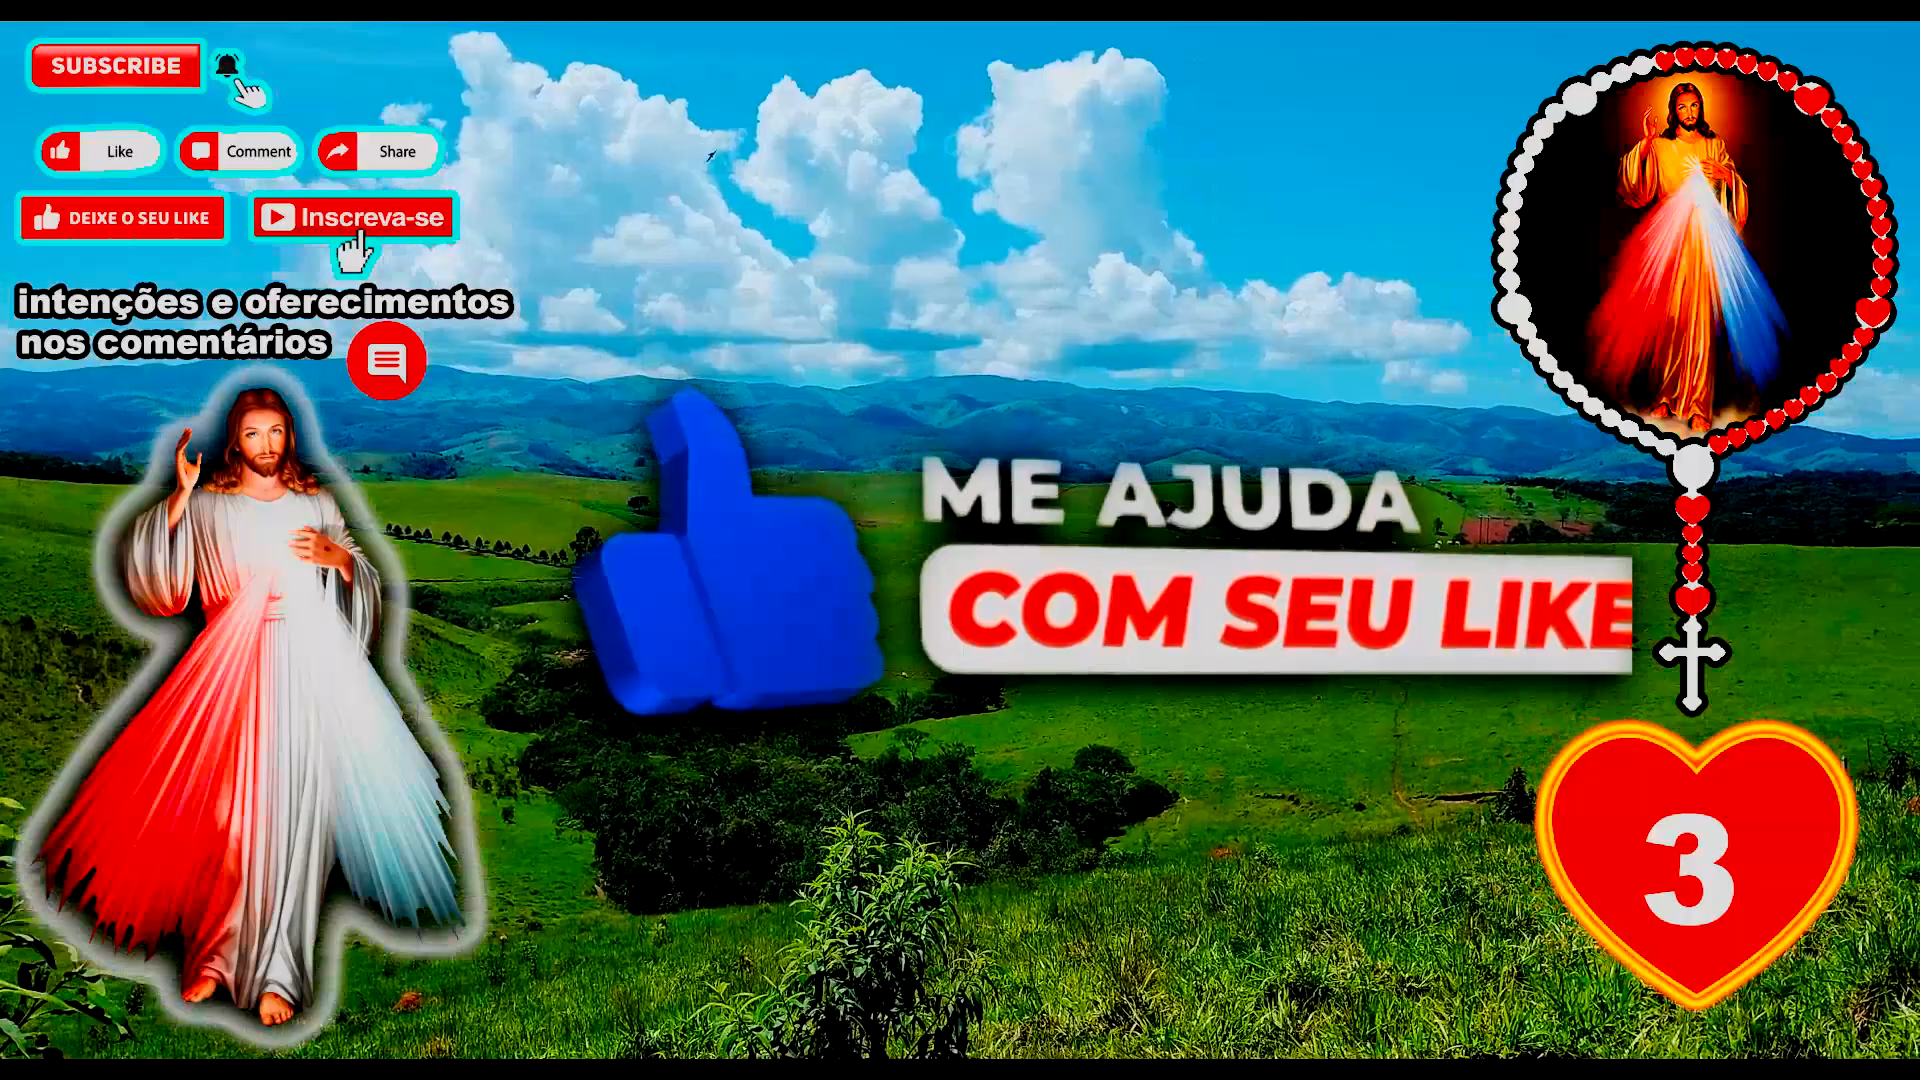 SUBSCRIBE
Like
Comment
Share
DEIXE O SEU LIKE
Inscreva-se
intenções e oferecimentos
nos comentários
ME AJUDA
COM SEU LIKE
3